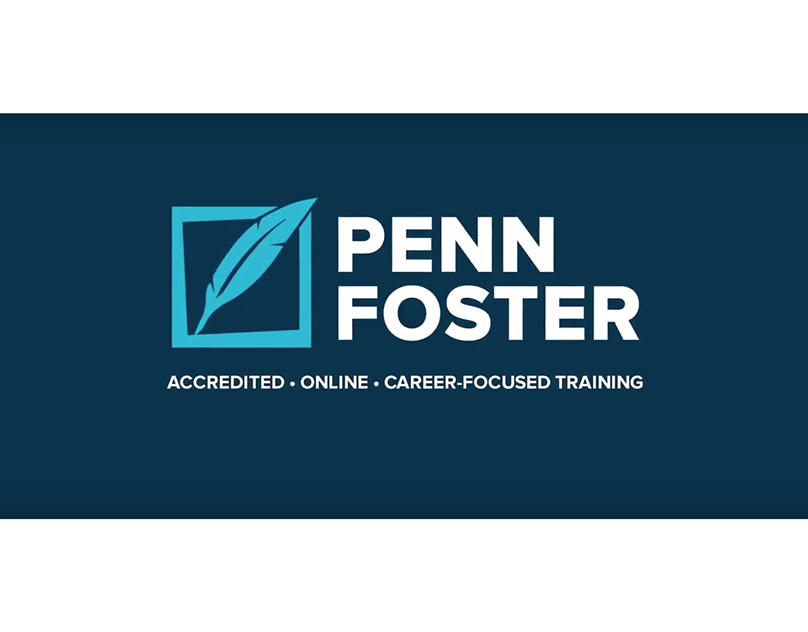 PENN
FOSTER
ACCREDITED • ONLINE • CAREER-FOCUSED TRAINING